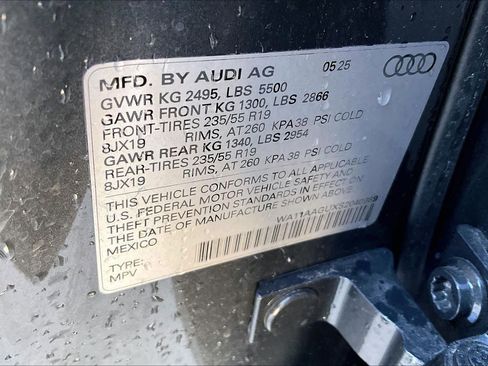 MFD. BY AUDI AG 05 25
GVWR KG 2495, LBS 5500
GAWR FRONT KG 1300, LBS 2866
FRONT-TIRES 235/55 R19
8JX19 RIMS, AT 260 KPA 38 PSI COLD
GAWR REAR KG 1340, LBS 2954
REAR-TIRES 235/55 R19
8JX19 RIMS, AT 260 KPA 38 PSI COLD
THIS VEHICLE CONFORMS TO ALL APPLICABLE
U.S. FEDERAL MOTOR VEHICLE SAFETY AND
THEFT PREVENTION STANDARDS IN EFFECT ON
THE DATE OF MANUFACTURE SHOWN ABOVE.
MEXICO
TYPE:
MPV